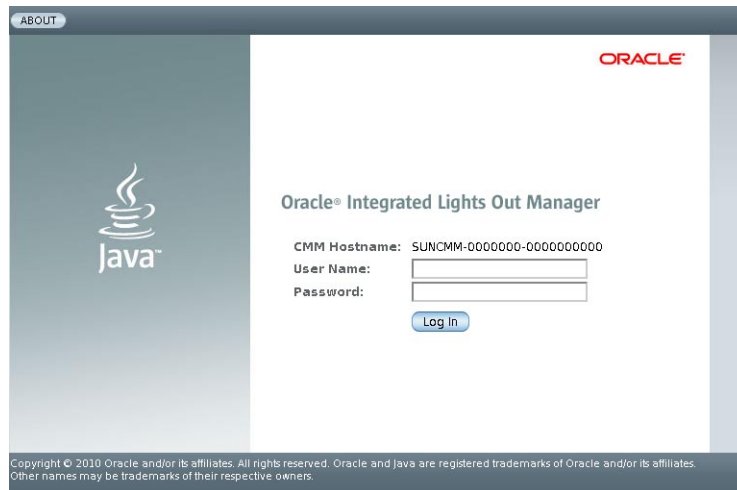 ABOUT
ORACLE®
Java™
Oracle® Integrated Lights Out Manager
CMM Hostname: SUNCMM-0000000-0000000000
User Name:
Password:
Log In
Copyright © 2010 Oracle and/or its affiliates. All rights reserved. Oracle and Java are registered trademarks of Oracle and/or its affiliates.
Other names may be trademarks of their respective owners.